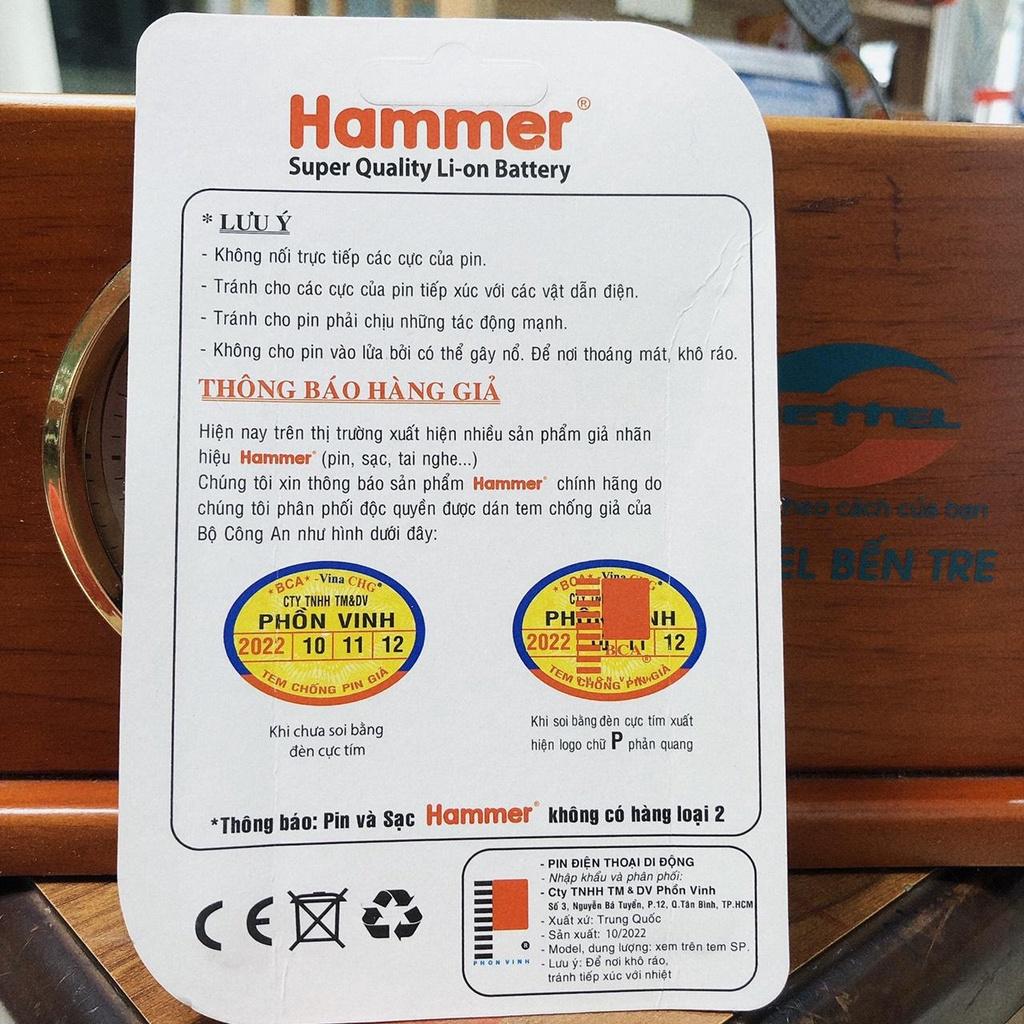 Hammer®
Super Quality Li-on Battery
* LƯU Ý
- Không nối trực tiếp các cực của pin.
- Tránh cho các cực của pin tiếp xúc với các vật dẫn điện.
- Tránh cho pin phải chịu những tác động mạnh.
- Không cho pin vào lửa bởi có thể gây nổ. Để nơi thoáng mát, khô ráo.
THÔNG BÁO HÀNG GIẢ
Hiện nay trên thị trường xuất hiện nhiều sản phẩm giả nhãn
hiệu Hammer® (pin, sạc, tai nghe...)
Chúng tôi xin thông báo sản phẩm Hammer® chính hãng do
chúng tôi phân phối độc quyền được dán tem chống giả của
Bộ Công An như hình dưới đây:
*BCA* -Vina CHG*
CTY TNHH TM&DV
PHỒN VINH
2022 10 11 12
TEM CHỐNG PIN GIẢ
Khi chưa soi bằng
đèn cực tím
*BCA* -Vina CHG*
2022 12
BCA®
TEM CHỐNG PIN GIẢ
Khi soi bằng đèn cực tím xuất
hiện logo chữ P phản quang
*Thông báo: Pin và Sạc Hammer® không có hàng loại 2
CE
®
PHON VINH
- PIN ĐIỆN THOẠI DI ĐỘNG
- Nhập khẩu và phân phối:
- Cty TNHH TM & DV Phồn Vinh
Số 3, Nguyễn Bá Tuyển, P.12, Q.Tân Bình, TP.HCM
- Xuất xứ: Trung Quốc
- Sản xuất: 10/2022
- Model, dung lượng: xem trên tem SP.
- Lưu ý: Để nơi khô ráo,
tránh tiếp xúc với nhiệt
theo cách của bạn
EL BẾN TRE